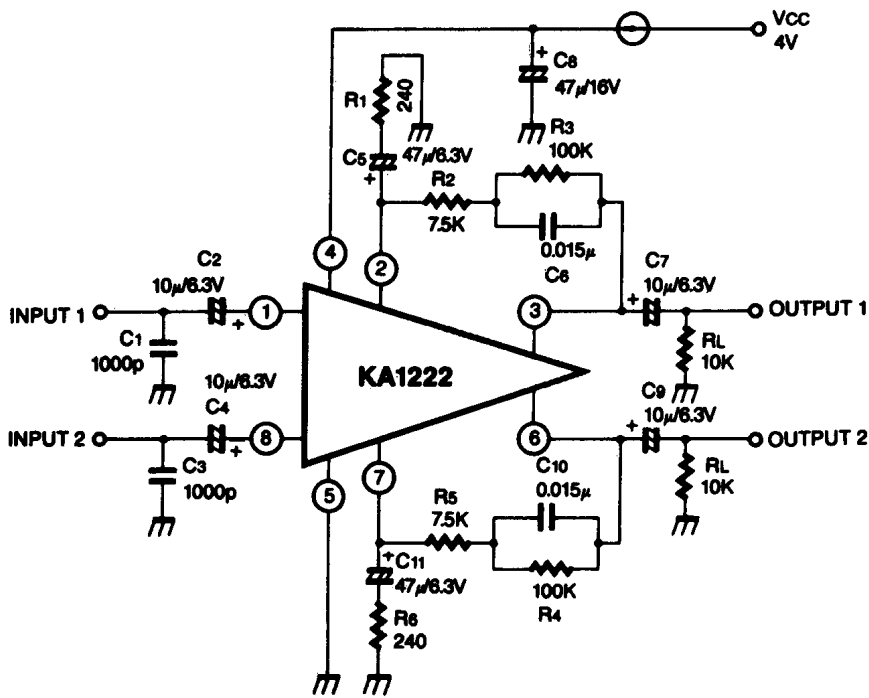 VCC
4V
+ C8
47µ/16V
R1
240
R3
100K
C5
47µ/6.3V
+
R2
7.5K
0.015µ
C6
4
2
C2
10µ/6.3V
C7
10µ/6.3V
INPUT 1
+
1
3
+
OUTPUT 1
C1
1000p
RL
10K
KA1222
10µ/6.3V
C4
C9
10µ/6.3V
INPUT 2
+
8
6
+
OUTPUT 2
C3
1000p
5
7
C10
0.015µ
RL
10K
R5
7.5K
+ C11
47µ/6.3V
100K
R4
R6
240